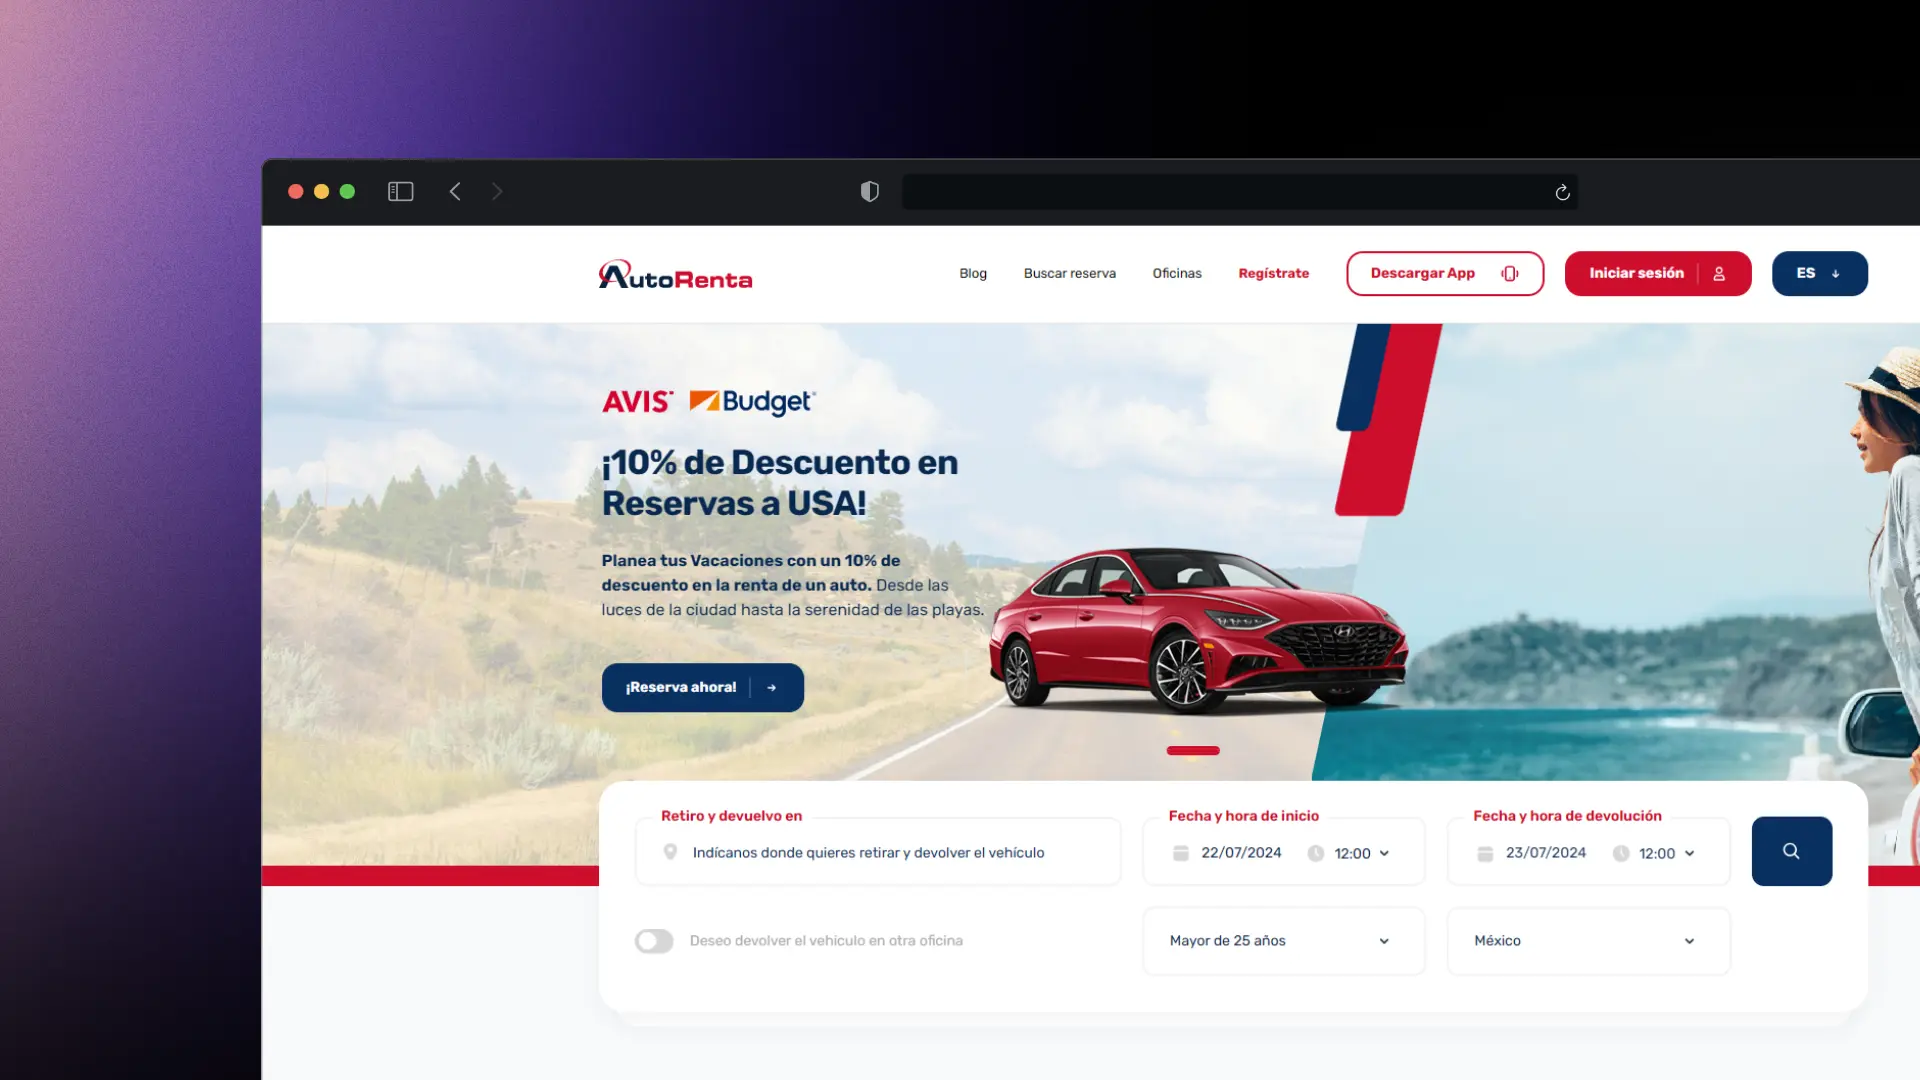 AutoRenta
Blog
Buscar reserva
Oficinas
Regístrate
Descargar App
Iniciar sesión
ES
AVIS
Budget
¡10% de Descuento en
Reservas a USA!
Planea tus Vacaciones con un 10% de
descuento en la renta de un auto. Desde las
luces de la ciudad hasta la serenidad de las playas.
¡Reserva ahora!
Retiro y devuelvo en
Indícanos donde quieres retirar y devolver el vehículo
Fecha y hora de inicio
22/07/2024 12:00
Fecha y hora de devolución
23/07/2024 12:00
Deseo devolver el vehículo en otra oficina
Mayor de 25 años
México